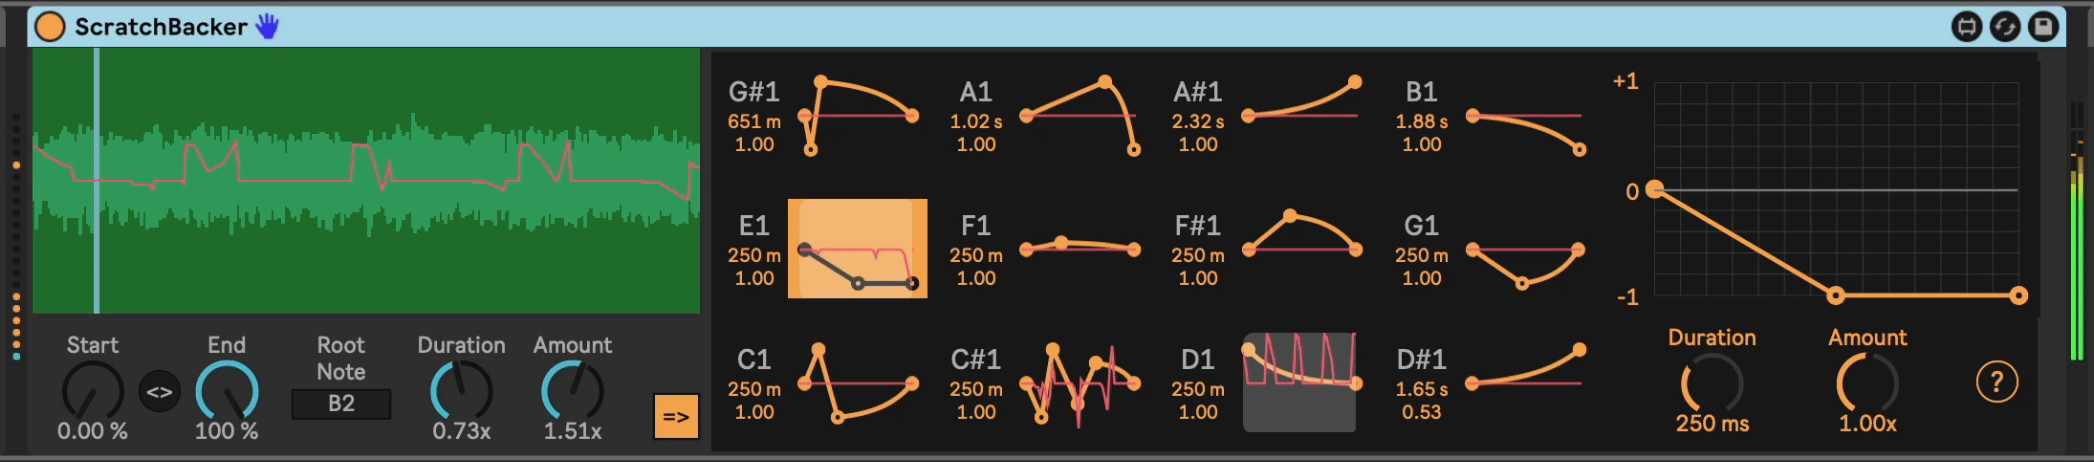 ScratchBacker
G#1
651 m
1.00
A1
1.02 s
1.00
A#1
2.32 s
1.00
B1
1.88 s
1.00
E1
250 m
1.00
F1
250 m
1.00
F#1
250 m
1.00
G1
250 m
1.00
C1
250 m
1.00
C#1
250 m
1.00
D1
250 m
1.00
D#1
1.65 s
0.53
+1
0
-1
Start
0.00 %
<>
End
100 %
Root
Note
B2
Duration
0.73x
Amount
1.51x
=>
Duration
250 ms
Amount
1.00x
?